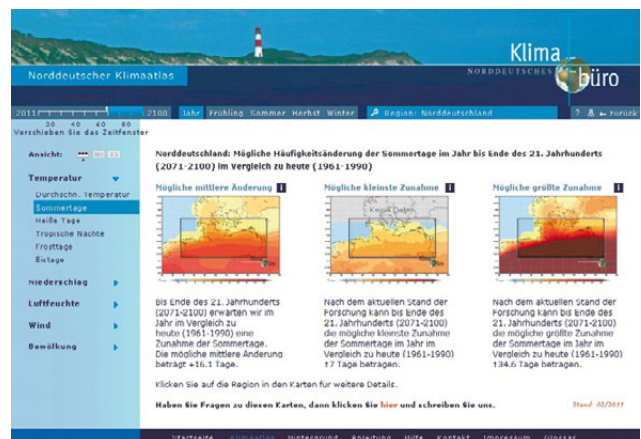 Klima
NORDDEUTSCHES büro
Norddeutscher Klimaatlas
2011 2100 Jahr Frühling Sommer Herbst Winter Region: Norddeutschland ? zurück
20 40 60 80
Verschieben Sie das Zeitfenster
Ansicht:
Temperatur
Durchschn. Temperatur
Sommertage
Heiße Tage
Tropische Nächte
Frosttage
Eistage
Niederschlag
Luftfeuchte
Wind
Bewölkung
Norddeutschland: Mögliche Häufigkeitsänderung der Sommertage im Jahr bis Ende des 21. Jahrhunderts
(2071-2100) im Vergleich zu heute (1961-1990)
Mögliche mittlere Änderung i
Bis Ende des 21. Jahrhunderts
(2071-2100) erwarten wir im
Jahr im Vergleich zu
heute (1961-1990) eine
Zunahme der Sommertage.
Die mögliche mittlere Änderung
beträgt +16.1 Tage.
Mögliche kleinste Zunahme i
Keine Daten
Nach dem aktuellen Stand der
Forschung kann bis Ende des
21. Jahrhunderts (2071-2100)
die mögliche kleinste Zunahme
der Sommertage im Jahr im
Vergleich zu heute (1961-1990)
+7 Tage betragen.
Mögliche größte Zunahme i
Nach dem aktuellen Stand der
Forschung kann bis Ende des
21. Jahrhunderts (2071-2100)
die mögliche größte Zunahme
der Sommertage im Jahr im
Vergleich zu heute (1961-1990)
+34.6 Tage betragen.
Klicken Sie auf die Region in den Karten für weitere Details.
Haben Sie Fragen zu diesen Karten, dann klicken Sie hier und schreiben Sie uns.
Stand: 02/2011
Startseite Klimaatlas Hintergrund Anleitung Hilfe Kontakt Impressum Glossar